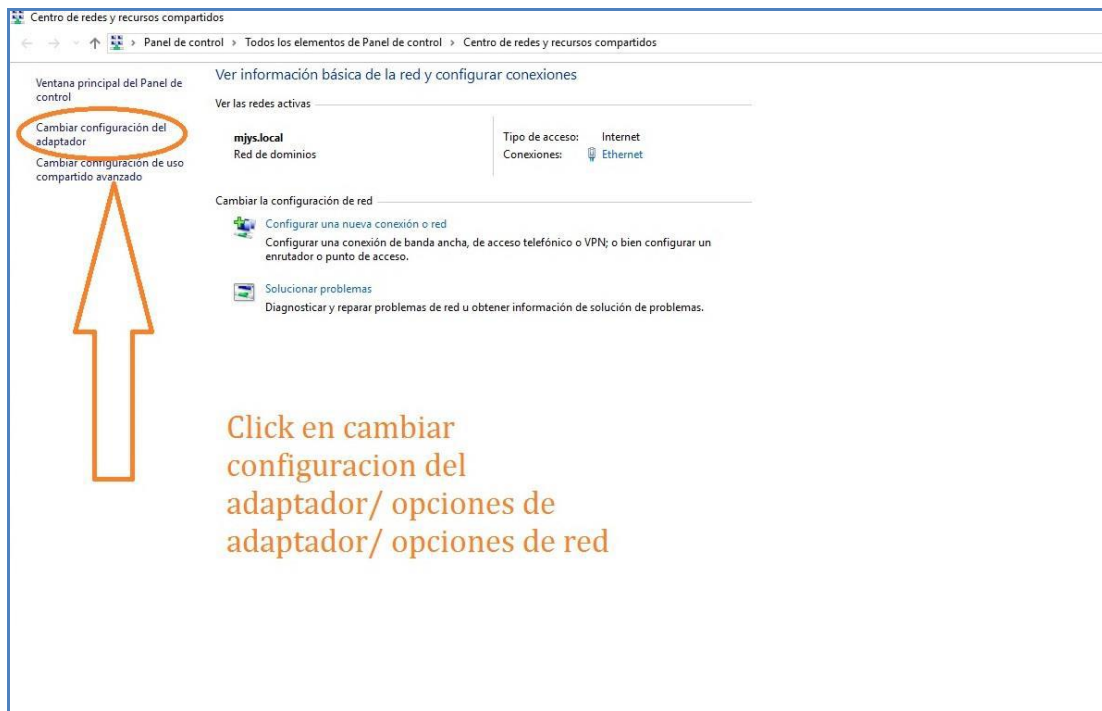 Centro de redes y recursos compartidos
Panel de control > Todos los elementos de Panel de control > Centro de redes y recursos compartidos
Ventana principal del Panel de
control
Cambiar configuración del
adaptador
Cambiar configuración de uso
compartido avanzado
Ver información básica de la red y configurar conexiones
Ver las redes activas
mjys.local
Red de dominios
Tipo de acceso: Internet
Conexiones: Ethernet
Cambiar la configuración de red
Configurar una nueva conexión o red
Configurar una conexión de banda ancha, de acceso telefónico o VPN; o bien configurar un
enrutador o punto de acceso.
Solucionar problemas
Diagnosticar y reparar problemas de red u obtener información de solución de problemas.
Click en cambiar
configuracion del
adaptador/ opciones de
adaptador/ opciones de red